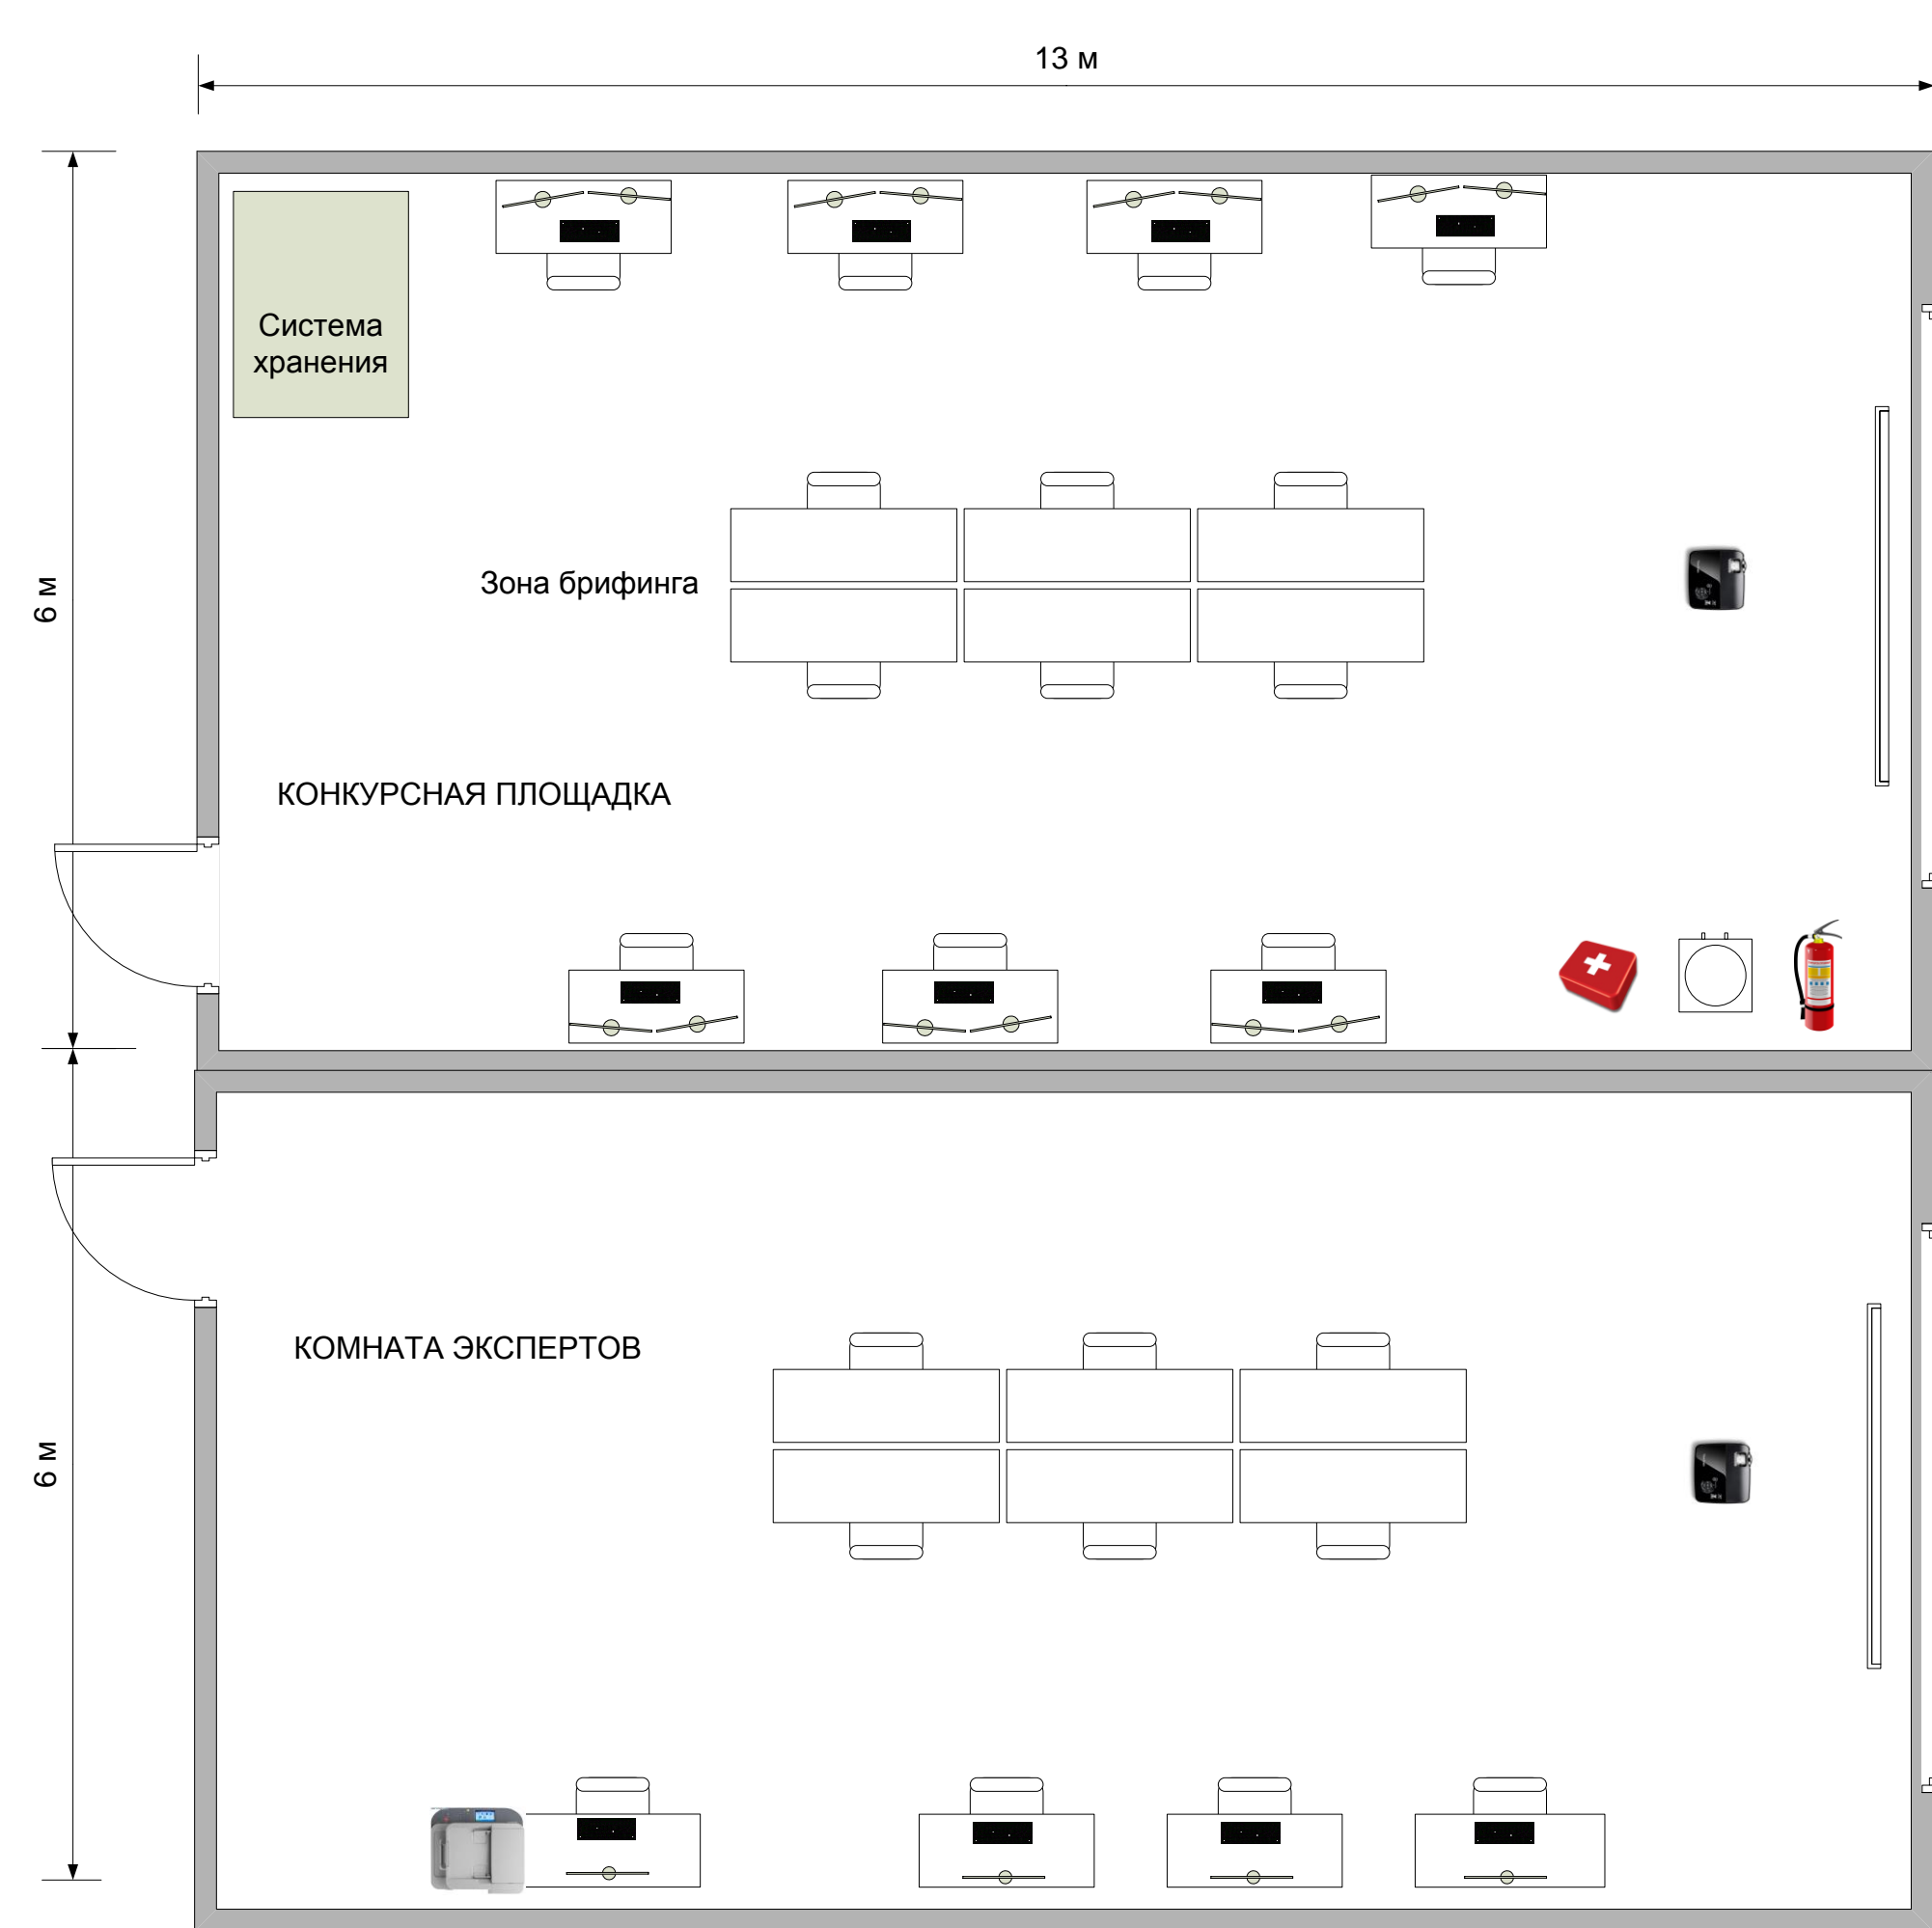 13 м
Система
хранения
6 м
Зона брифинга
КОНКУРСНАЯ ПЛОЩАДКА
КОМНАТА ЭКСПЕРТОВ
6 м